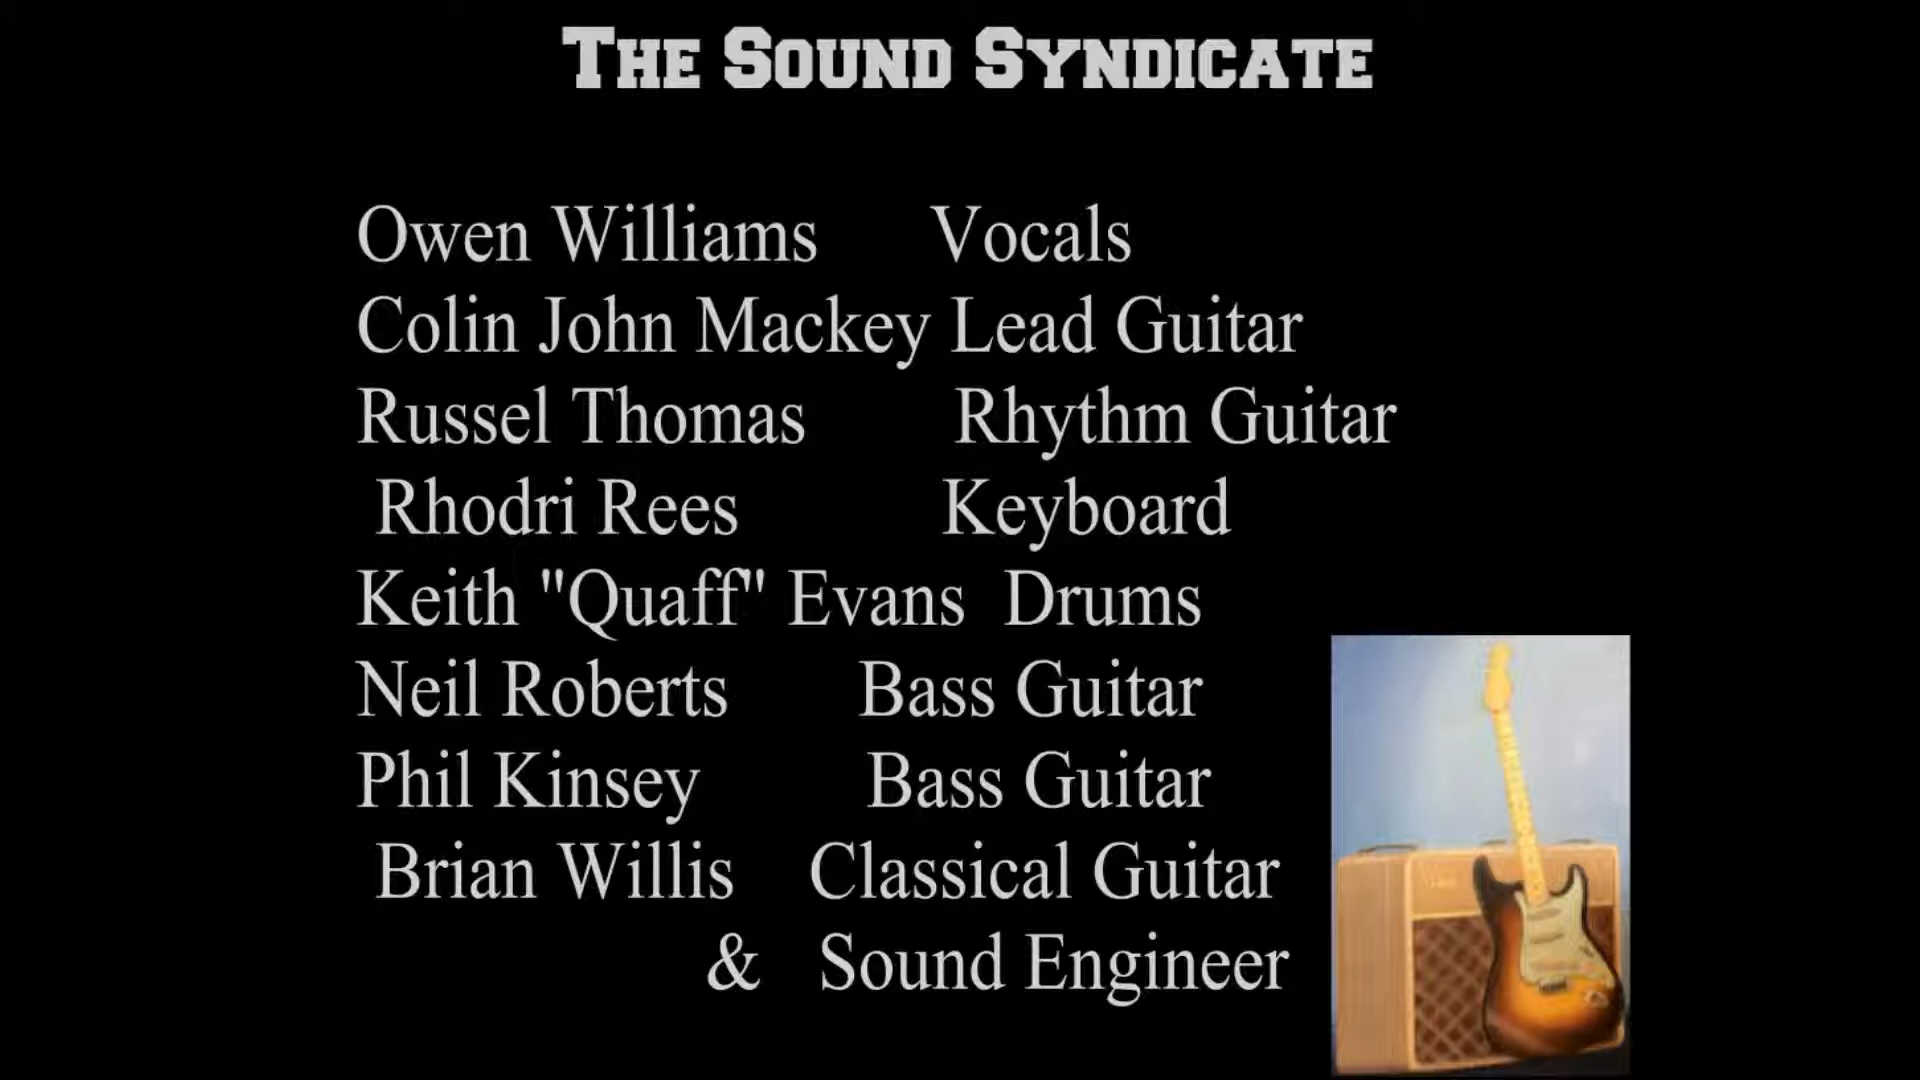 The Sound Syndicate
Owen Williams Vocals
Colin John Mackey Lead Guitar
Russel Thomas Rhythm Guitar
Rhodri Rees Keyboard
Keith "Quaff" Evans Drums
Neil Roberts Bass Guitar
Phil Kinsey Bass Guitar
Brian Willis Classical Guitar
& Sound Engineer